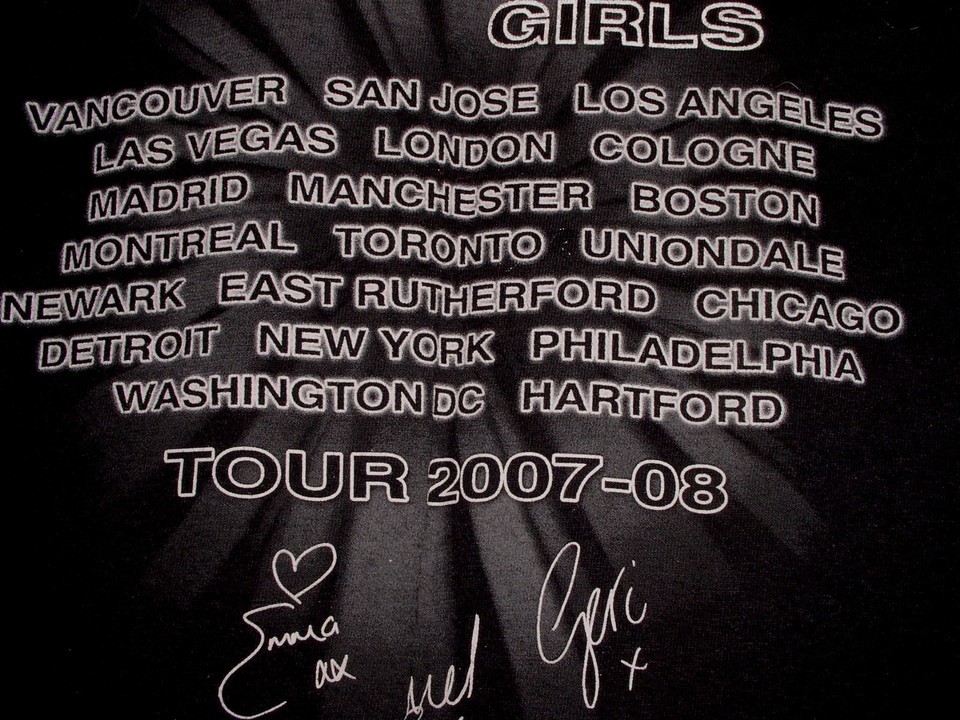 GIRLS
VANCOUVER SAN JOSE LOS ANGELES
LAS VEGAS LONDON COLOGNE
MADRID MANCHESTER BOSTON
MONTREAL TORONTO UNIONDALE
NEWARK EAST RUTHERFORD CHICAGO
DETROIT NEW YORK PHILADELPHIA
WASHINGTON DC HARTFORD
TOUR 2007-08
Emma
Geri
x